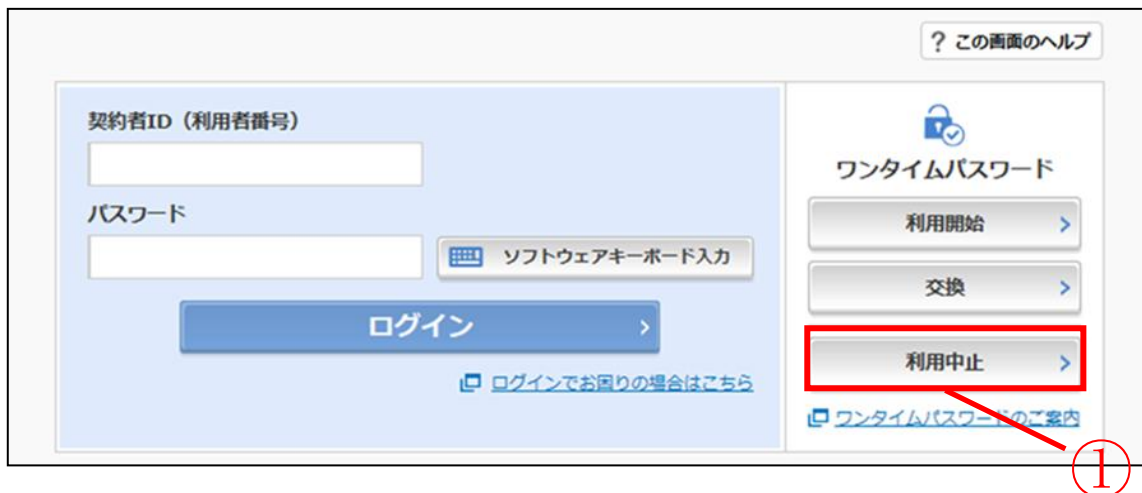 ? この画面のヘルプ
契約者ID（利用者番号）
パスワード
ソフトウェアキーボード入力
ログイン
ログインでお困りの場合はこちら
ワンタイムパスワード
利用開始
交換
利用中止
ワンタイムパスワードのご案内
①